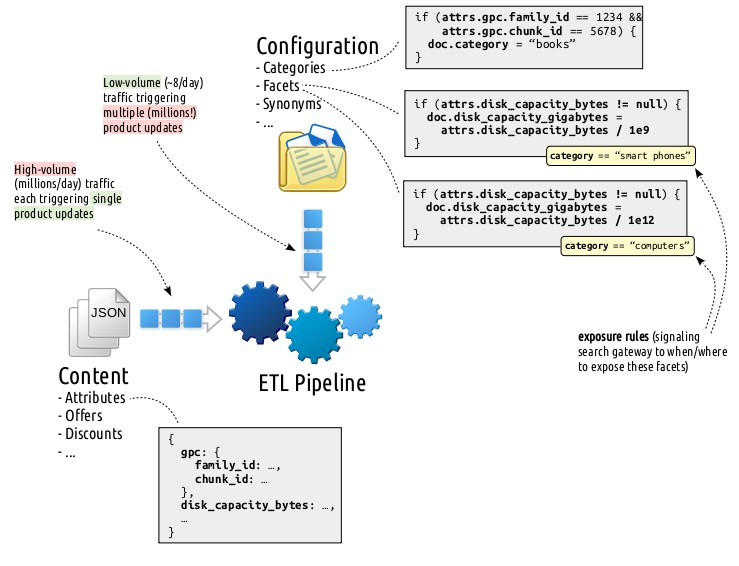 if (attrs.gpc.family_id == 1234 &&
attrs.gpc.chunk_id == 5678) {
doc.category = “books”
}
Configuration
- Categories
- Facets
- Synonyms
- ...
Low-volume (~8/day)
traffic triggering
multiple (millions!)
product updates
if (attrs.disk_capacity_bytes != null) {
doc.disk_capacity_gigabytes =
attrs.disk_capacity_bytes / 1e9
}
category == “smart phones”
High-volume
(millions/day) traffic
each triggering single
product updates
if (attrs.disk_capacity_bytes != null) {
doc.disk_capacity_gigabytes =
attrs.disk_capacity_bytes / 1e12
}
category == “computers”
JSON
exposure rules (signaling
search gateway to when/where
to expose these facets)
Content
- Attributes
- Offers
- Discounts
- ...
ETL Pipeline
{
gpc: {
family_id: …,
chunk_id: …
},
disk_capacity_bytes: …,
…
}